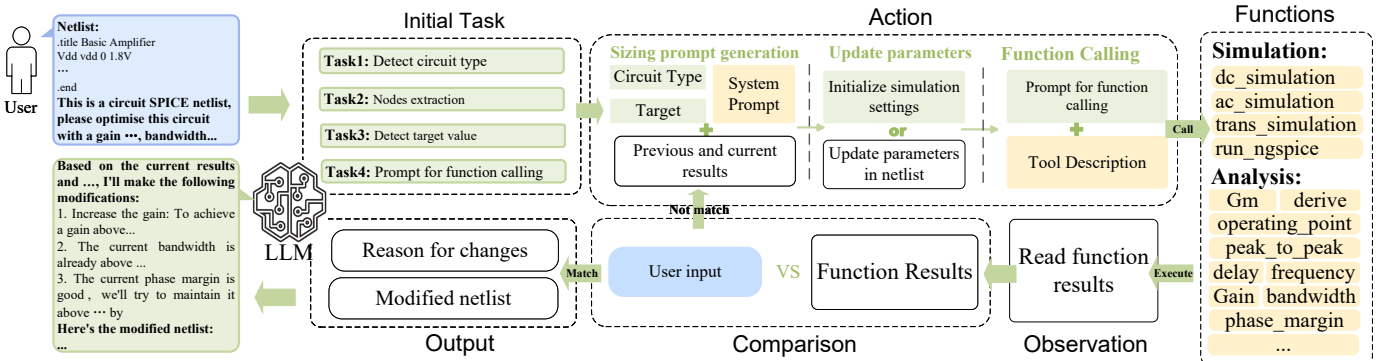 Initial Task
Action
Functions
Netlist:
.title Basic Amplifier
Vdd vdd 0 1.8V
...
.end
This is a circuit SPICE netlist,
please optimise this circuit
with a gain ···, bandwidth...
User
Task1: Detect circuit type
Task2: Nodes extraction
Task3: Detect target value
Task4: Prompt for function calling
Sizing prompt generation
Circuit Type
Target
System
Prompt
+
Previous and current
results
Update parameters
Initialize simulation
settings
or
Update parameters
in netlist
Function Calling
Prompt for function
calling
+
Tool Description
Call
Simulation:
dc_simulation
ac_simulation
trans_simulation
run_ngspice
Analysis:
Gm derive
operating_point
peak_to_peak
delay frequency
Gain bandwidth
phase_margin
...
Based on the current results
and ..., I'll make the following
modifications:
1. Increase the gain: To achieve
a gain above...
2. The current bandwidth is
already above ...
3. The current phase margin is
good , we'll try to maintain it
above ··· by
Here's the modified netlist:
...
LLM
Reason for changes
Modified netlist
Match
Not match
User input
VS
Function Results
Read function
results
Execute
Output
Comparison
Observation